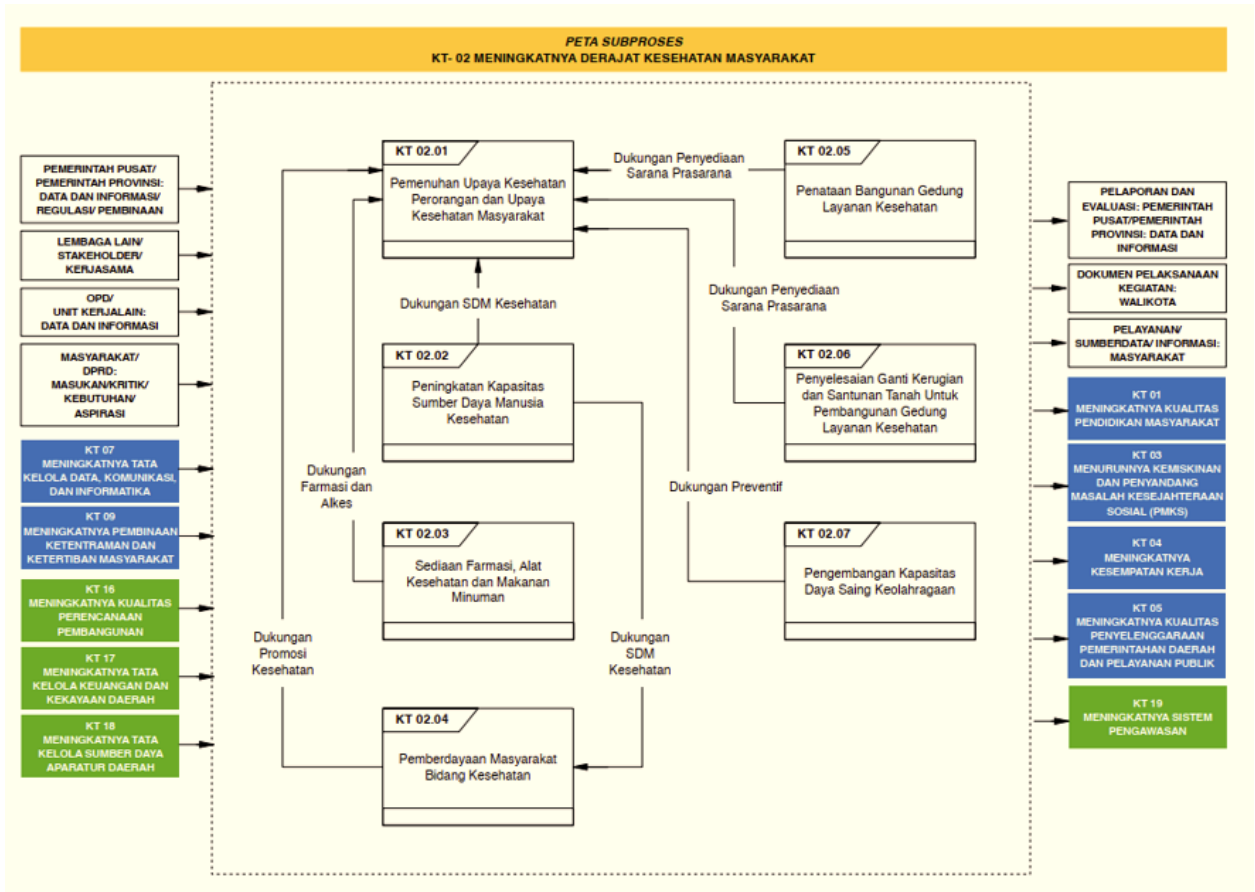 PETA SUBPROSES
KT- 02 MENINGKATNYA DERAJAT KESEHATAN MASYARAKAT
PEMERINTAH PUSAT/
PEMERINTAH PROVINSI:
DATA DAN INFORMASI/
REGULASI/ PEMBINAAN
LEMBAGA LAIN/
STAKEHOLDER/
KERJASAMA
OPD/
UNIT KERJALAIN:
DATA DAN INFORMASI
MASYARAKAT/
DPRD:
MASUKAN/KRITIK/
KEBUTUHAN/
ASPIRASI
KT 07
MENINGKATNYA TATA
KELOLA DATA, KOMUNIKASI,
DAN INFORMATIKA
KT 09
MENINGKATNYA PEMBINAAN
KETENTRAMAN DAN
KETERTIBAN MASYARAKAT
KT 16
MENINGKATNYA KUALITAS
PERENCANAAN
PEMBANGUNAN
KT 17
MENINGKATNYA TATA
KELOLA KEUANGAN DAN
KEKAYAAN DAERAH
KT 18
MENINGKATNYA TATA
KELOLA SUMBER DAYA
APARATUR DAERAH
KT 02.01
Pemenuhan Upaya Kesehatan
Perorangan dan Upaya
Kesehatan Masyarakat
Dukungan SDM Kesehatan
KT 02.02
Peningkatan Kapasitas
Sumber Daya Manusia
Kesehatan
Dukungan
Farmasi dan
Alkes
KT 02.03
Sediaan Farmasi, Alat
Kesehatan dan Makanan
Minuman
Dukungan
Promosi
Kesehatan
Dukungan
SDM
Kesehatan
KT 02.04
Pemberdayaan Masyarakat
Bidang Kesehatan
Dukungan Penyediaan
Sarana Prasarana
KT 02.05
Penataan Bangunan Gedung
Layanan Kesehatan
Dukungan Penyediaan
Sarana Prasarana
KT 02.06
Penyelesaian Ganti Kerugian
dan Santunan Tanah Untuk
Pembangunan Gedung
Layanan Kesehatan
Dukungan Preventif
KT 02.07
Pengembangan Kapasitas
Daya Saing Keolahragaan
PELAPORAN DAN
EVALUASI: PEMERINTAH
PUSAT/PEMERINTAH
PROVINSI: DATA DAN
INFORMASI
DOKUMEN PELAKSANAAN
KEGIATAN:
WALIKOTA
PELAYANAN/
SUMBERDATA/ INFORMASI:
MASYARAKAT
KT 01
MENINGKATNYA KUALITAS
PENDIDIKAN MASYARAKAT
KT 03
MENURUNNYA KEMISKINAN
DAN PENYANDANG
MASALAH KESEJAHTERAAN
SOSIAL (PMKS)
KT 04
MENINGKATNYA
KESEMPATAN KERJA
KT 05
MENINGKATNYA KUALITAS
PENYELENGGARAAN
PEMERINTAHAN DAERAH
DAN PELAYANAN PUBLIK
KT 19
MENINGKATNYA SISTEM
PENGAWASAN